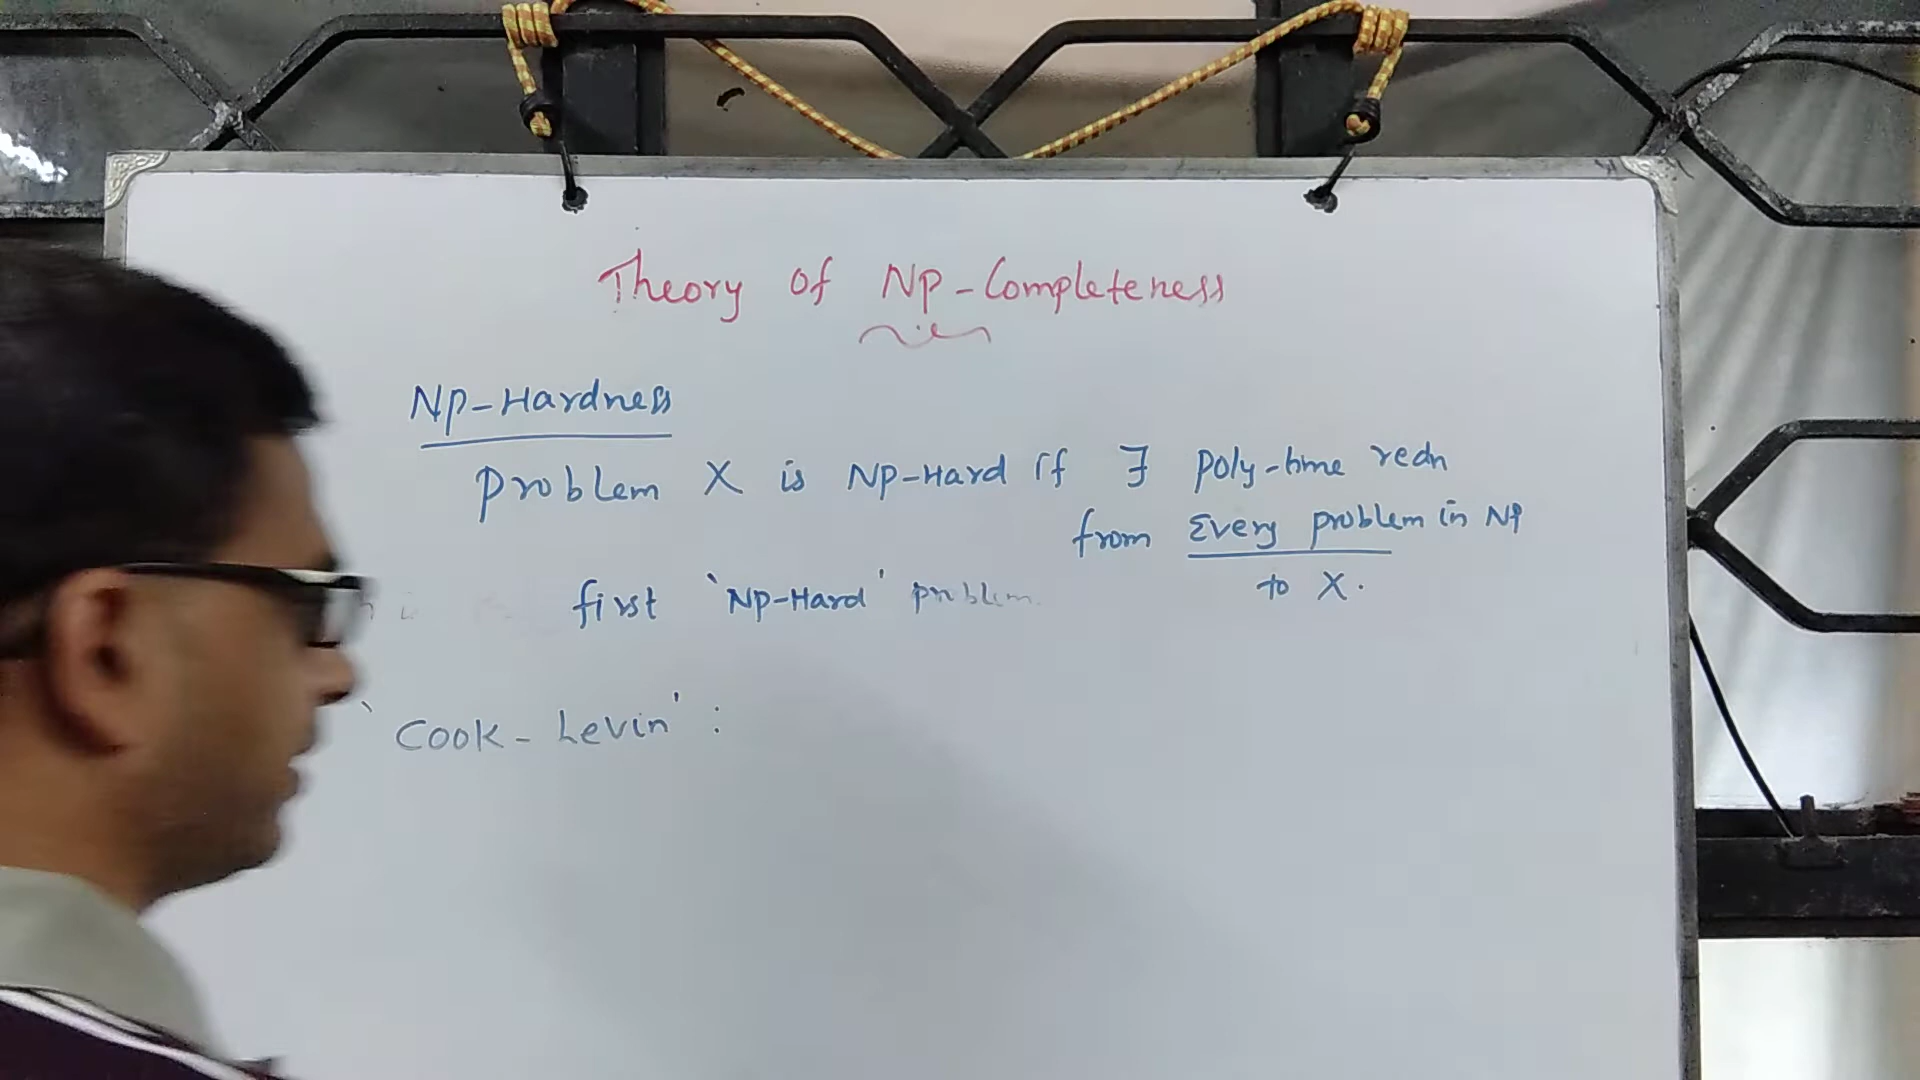 Theory of NP-Completeness
NP-Hardness
Problem X is NP-Hard if ∃ poly-time redn
from Every problem in NP
to X.
first 'NP-Hard' problem.
'Cook-Levin' :